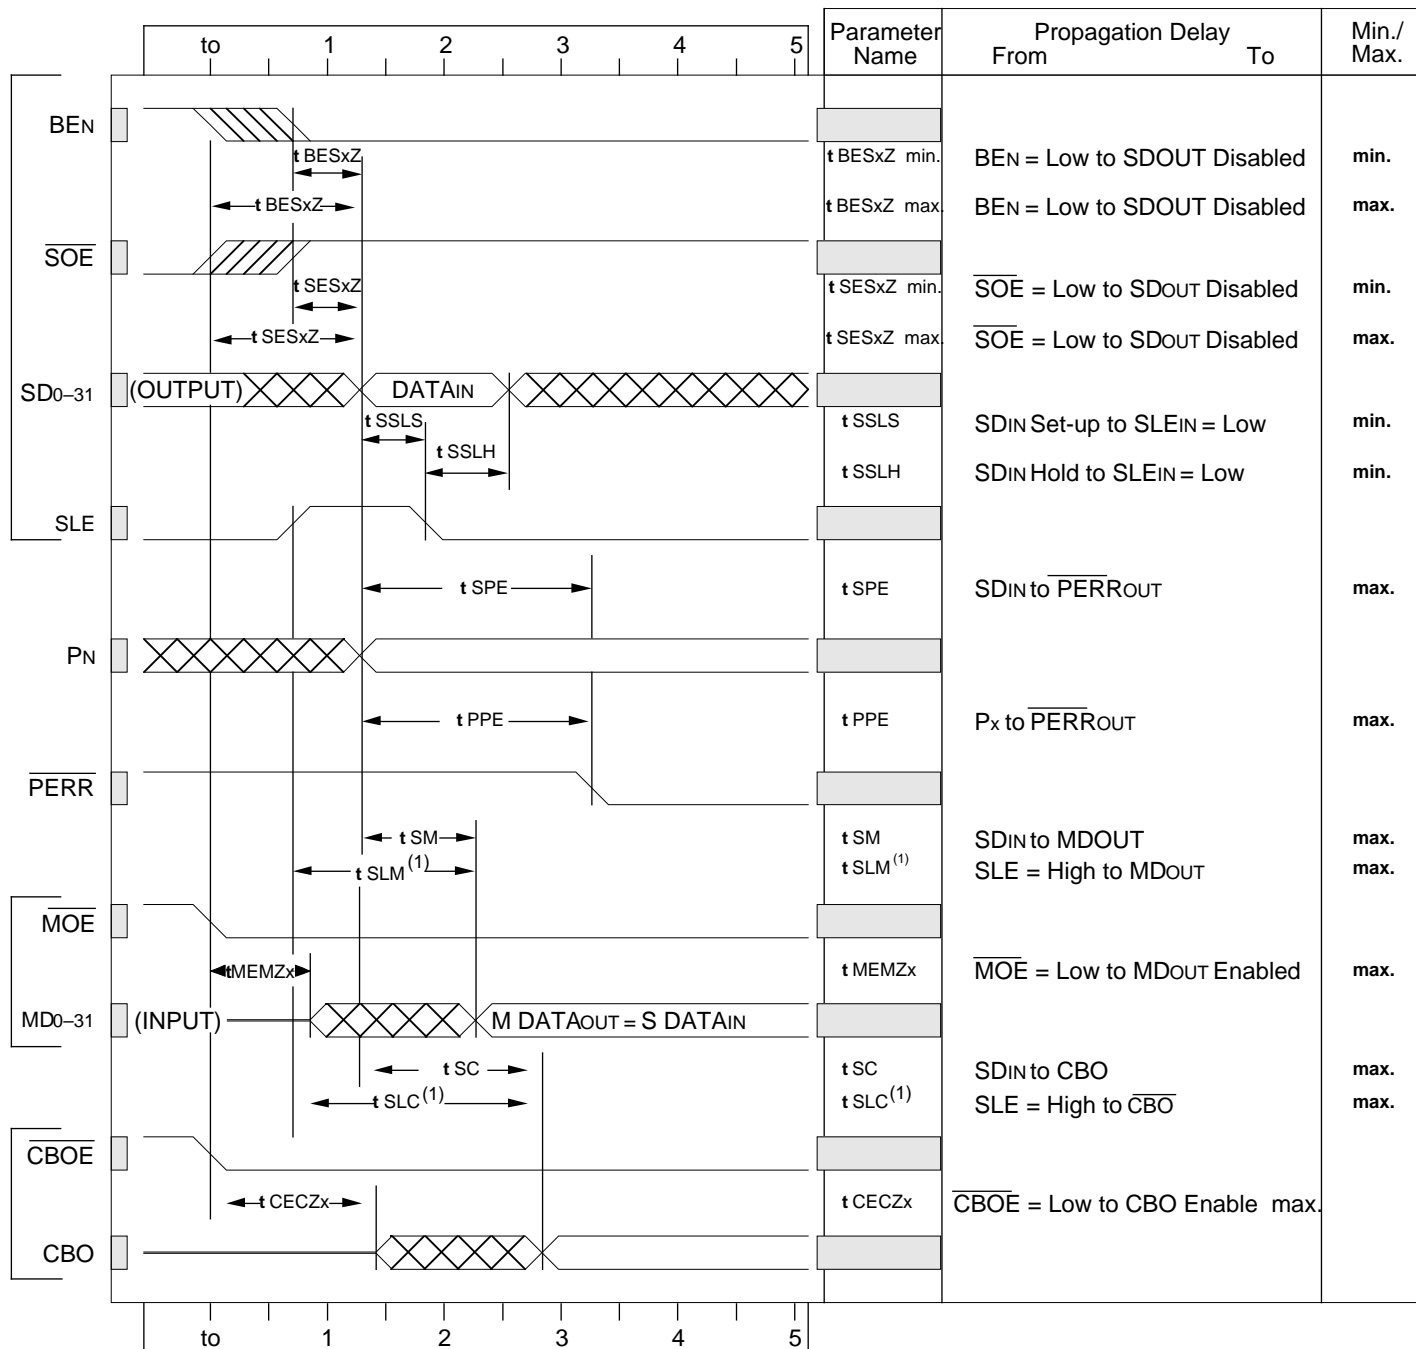 to 1 2 3 4 5
Parameter Name
Propagation Delay
From To
Min./ Max.
BEN
t BESxZ
t BESxZ min. BEN = Low to SDOUT Disabled min.
t BESxZ
t BESxZ max. BEN = Low to SDOUT Disabled max.
SOE
t SESxZ
t SESxZ min. SOE = Low to SDOUT Disabled min.
t SESxZ
t SESxZ max. SOE = Low to SDOUT Disabled max.
SD0–31 (OUTPUT) DATAIN
t SSLS
t SSLS SDIN Set-up to SLEIN = Low min.
t SSLH
t SSLH SDIN Hold to SLEIN = Low min.
SLE
t SPE
t SPE SDIN to PERROUT max.
PN
t PPE
t PPE Px to PERROUT max.
PERR
t SM
t SM SDIN to MDOUT max.
t SLM(1)
t SLM(1) SLE = High to MDOUT max.
MOE
tMEMZx
t MEMZx MOE = Low to MDOUT Enabled max.
MD0–31 (INPUT) M DATAOUT = S DATAIN
t SC
t SC SDIN to CBO max.
t SLC(1)
t SLC(1) SLE = High to CBO max.
CBOE
t CECZx
t CECZx CBOE = Low to CBO Enable max.
CBO
to 1 2 3 4 5